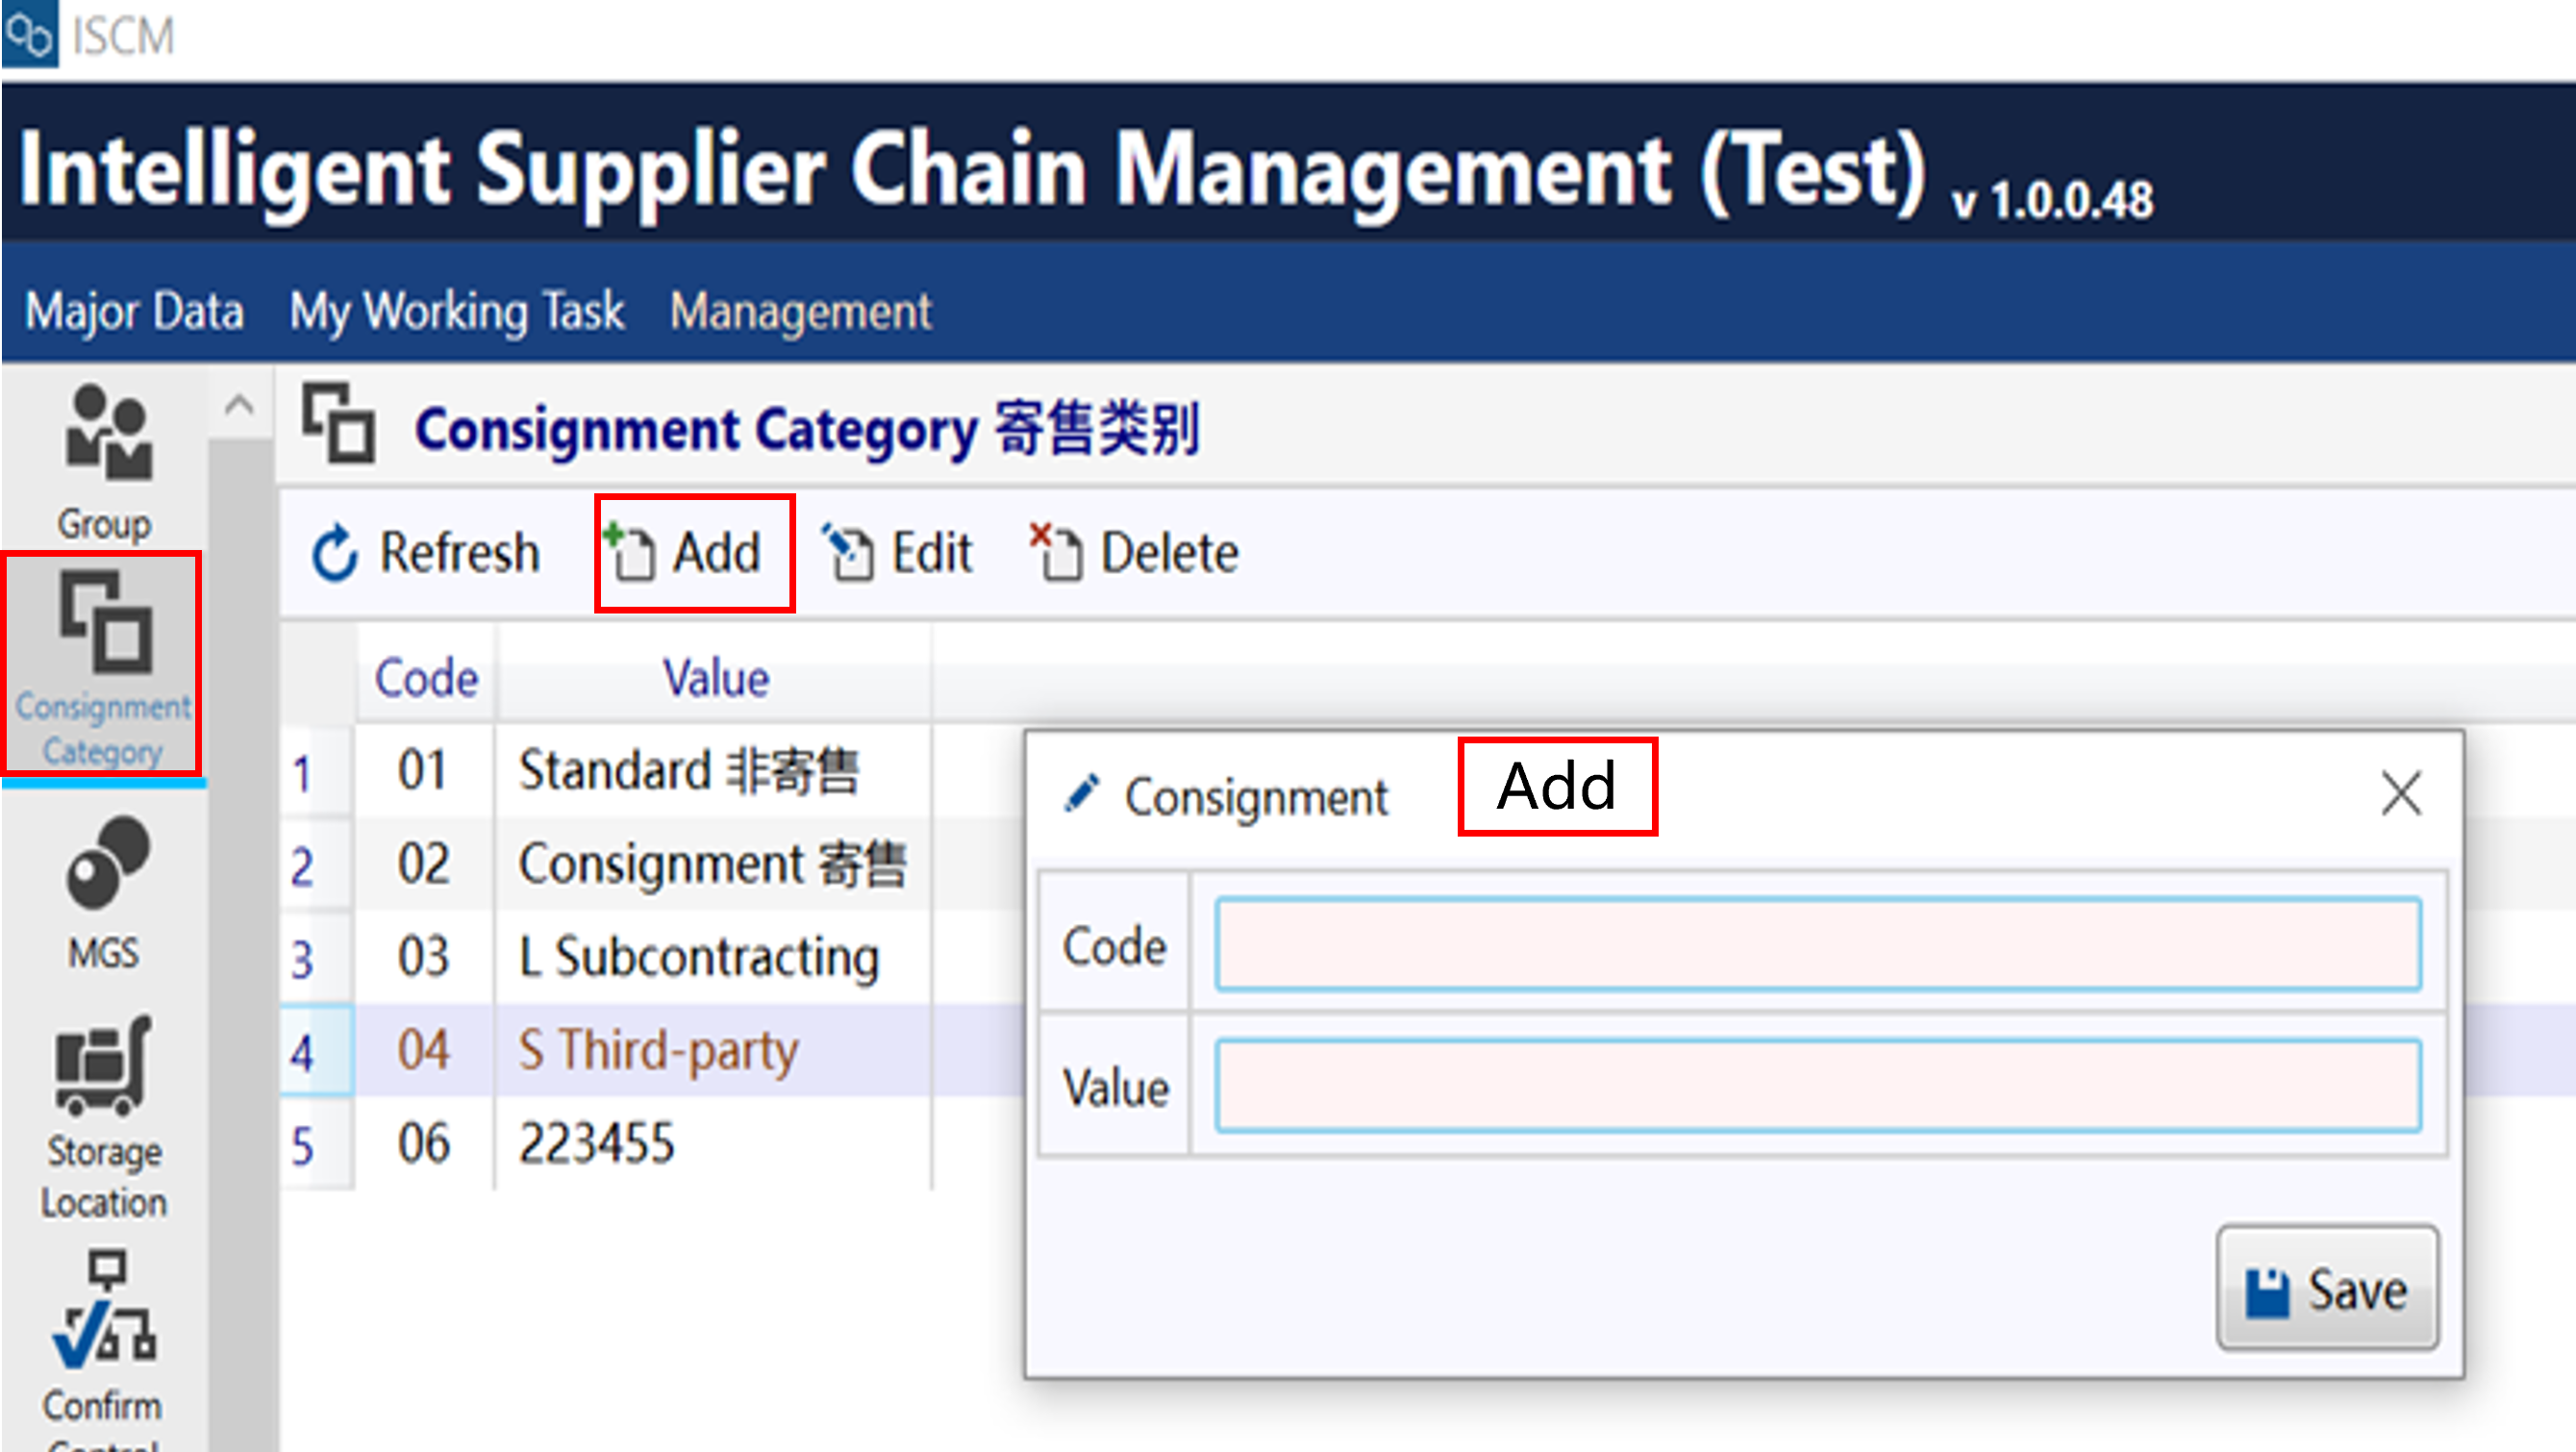 ISCM
Intelligent Supplier Chain Management (Test) v 1.0.0.48
Major Data My Working Task Management
Group
Consignment
Category
MGS
Storage
Location
Confirm
Control
Consignment Category 寄售类别
Refresh Add Edit Delete
Code Value
1 01 Standard 非寄售
2 02 Consignment 寄售
3 03 L Subcontracting
4 04 S Third-party
5 06 223455
Consignment Add
Code
Value
Save